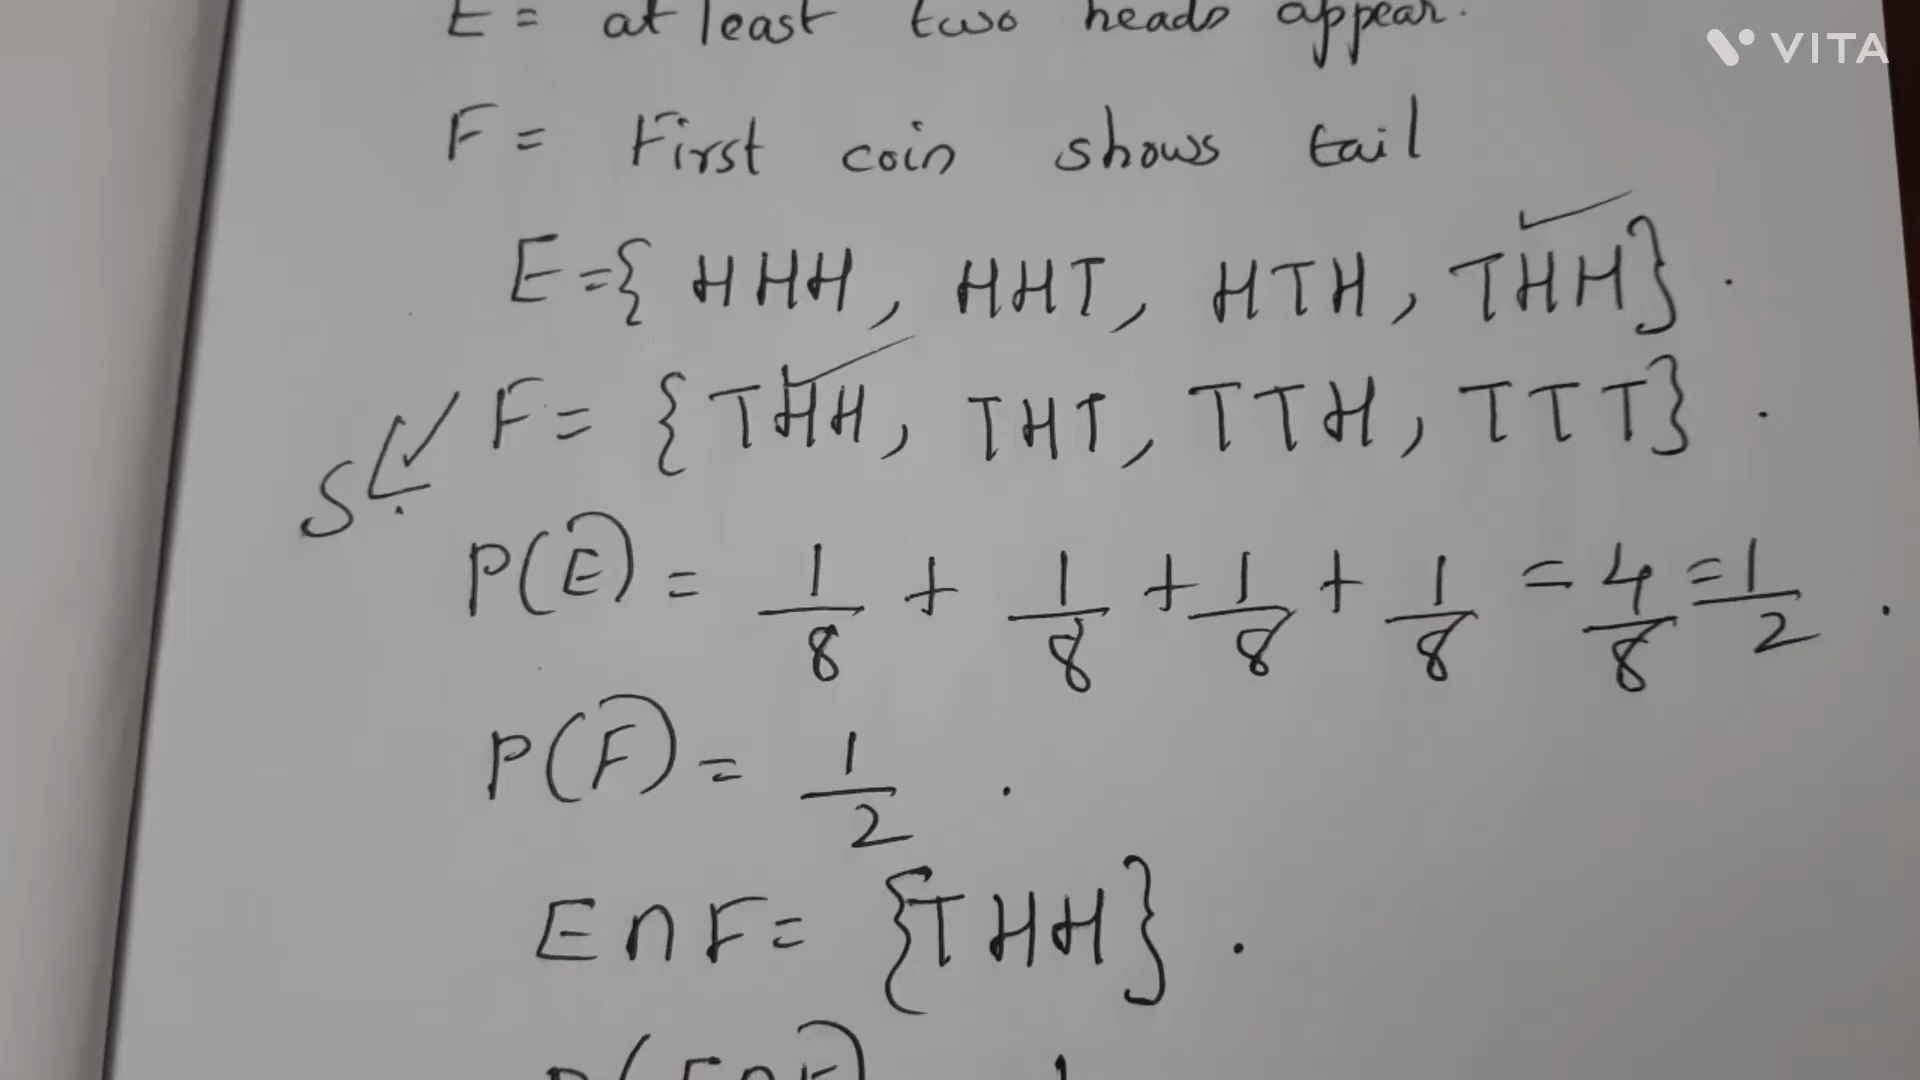 E = at least two heads appear.
VITA
F = First coin shows tail
E = { HHH, HHT, HTH, THH } .
F = { THH, THT, TTH, TTT } .
S
P(E) = 1/8 + 1/8 + 1/8 + 1/8 = 4/8 = 1/2 .
P(F) = 1/2 .
E ∩ F = { THH } .
P(E∩F) 1